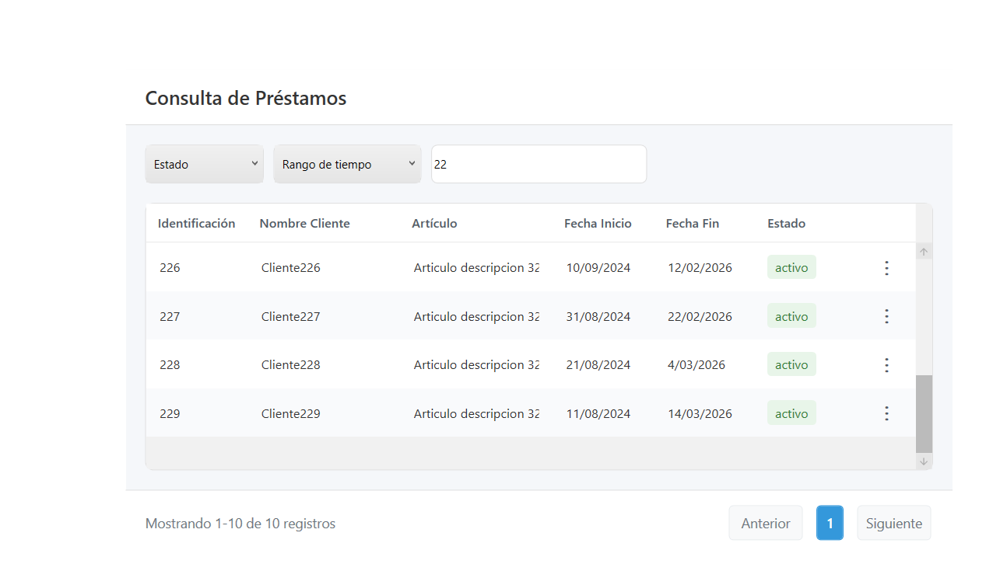 Consulta de Préstamos
Estado Rango de tiempo 22
Identificación Nombre Cliente Artículo Fecha Inicio Fecha Fin Estado
226 Cliente226 Articulo descripcion 32 10/09/2024 12/02/2026 activo
227 Cliente227 Articulo descripcion 32 31/08/2024 22/02/2026 activo
228 Cliente228 Articulo descripcion 32 21/08/2024 4/03/2026 activo
229 Cliente229 Articulo descripcion 32 11/08/2024 14/03/2026 activo
Mostrando 1-10 de 10 registros Anterior 1 Siguiente